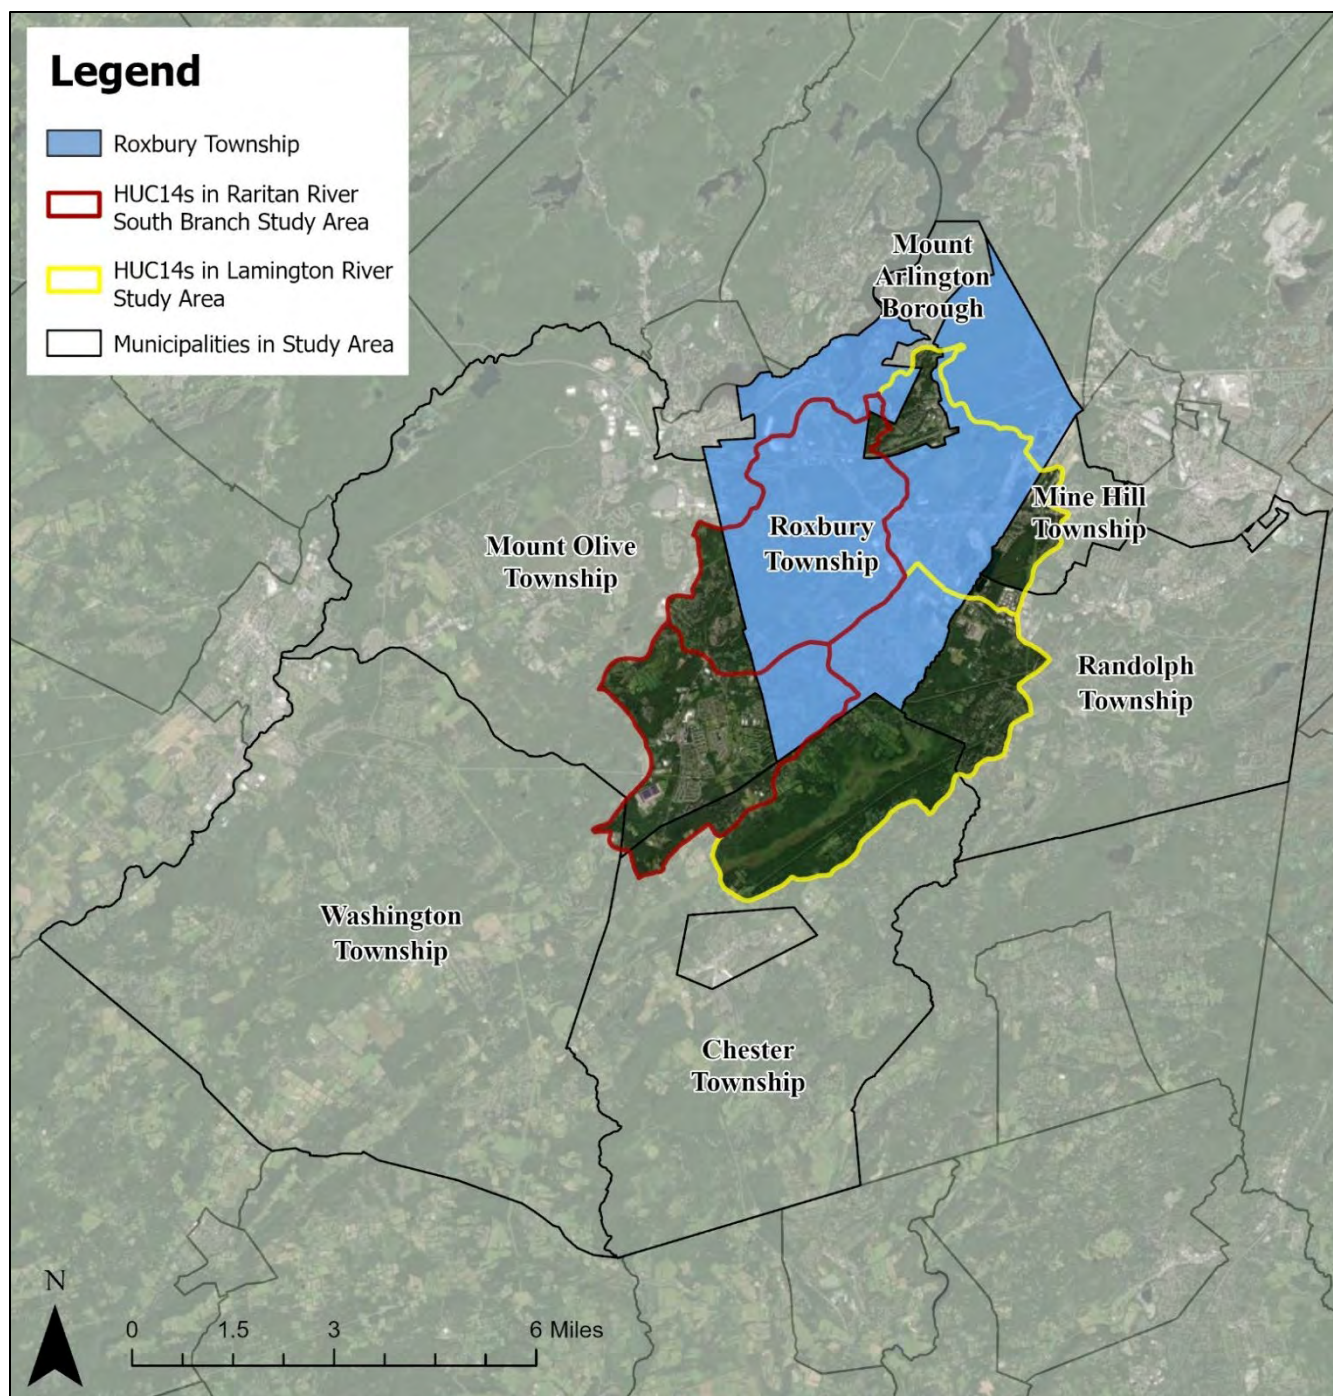 Legend
Roxbury Township
HUC14s in Raritan River
South Branch Study Area
HUC14s in Lamington River
Study Area
Municipalities in Study Area
Mount
Arlington
Borough
Mine Hill
Township
Roxbury
Township
Mount Olive
Township
Randolph
Township
Washington
Township
Chester
Township
N
0 1.5 3 6 Miles